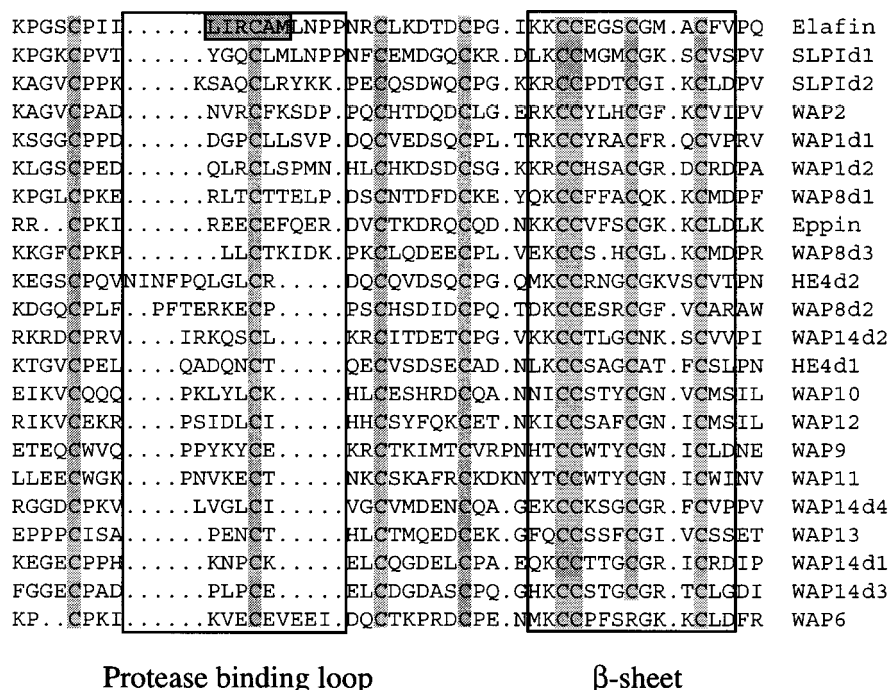 KPGSCPII......LIRCAMLNPPNRCLKDTDCPG.IKKCCEGSCGM.ACFVPQ Elafin
KPGKCPVT......YGQCLMLNPPNFCEMDGQCKR.DLKCCMGMCGK.SCVSPV SLPId1
KAGVCPPK.....KSAQCLRYKK.PECQSDWQCPG.KKRCCPDTCGI.KCLDPV SLPId2
KAGVCPAD......NVRCFKSDP.PQCHTDQDCLG.ERKCCYLHCGF.KCVIPV WAP2
KSGGCPPD......DGPCLLSVP.DQCVEDSQCPL.TRKCCYRACFR.QCVPRV WAP1d1
KLGSCPED......QLRCLSPMN.HLCHKDSDCSG.KKRCCHSACGR.DCRDPA WAP1d2
KPGLCPKE......RLTCTTELP.DSCNTDFDCKE.YQKCCFFACQK.KCMDPF WAP8d1
RR..CPKI......REECEFQER.DVCTKDRQCQD.NKKCCVFSCGK.KCLDLK Eppin
KKGFCPKP.......LLCTKIDK.PKCLQDEECPL.VEKCCS.HCGL.KCMDPR WAP8d3
KEGSCPQVNINFPQLGLCR.....DQCQVDSQCPG.QMKCCRNGCGKVSCVTPN HE4d2
KDGQCPLF..PFTERKECP.....PSCHSDIDCPQ.TDKCCESRCGF.VCARAW WAP8d2
RKRDCPRV....IRKQSCL.....KRCITDETCPG.VKKCCTLGCNK.SCVVPI WAP14d2
KTGVCPEL....QADQNCT.....QECVSDSECADN.LKCCSAGCAT.FCSLPN HE4d1
EIKVCQQQ....PKLYLCK.....HLCESHRDCQA.NNICCSTYCGN.VCMSIL WAP10
RIKVCEKR....PSIDLCI.....HHCSYFQKCET.NKICCSAFCGN.ICMSIL WAP12
ETEQCWVQ....PPYKYCE.....KRCTKIMTCVRPNHTCCWTYCGN.ICLDNE WAP9
LLEECWGK....PNVKECT.....NKCSKAFRCKDKNYTCCWTYCGN.ICWINV WAP11
RGGDCPKV.....LVGLCI.....VGCVMDENCQA.GEKCCKSGCGR.FCVPPV WAP14d4
EPPPCISA......PENCT.....HLCTMQEDCEK.GFQCCSSFCGI.VCSSET WAP13
KEGECPPH......KNPCK.....ELCQGDELCPA.EQKCCTTGCGR.ICRDIP WAP14d1
FGGECPAD......PLPCE.....ELCDGDASCPQ.GHKCCSTGCGR.TCLGDI WAP14d3
KP..CPKI......KVECEVEEI.DQCTKPRDCPE.NMKCCPFSRGK.KCLDFR WAP6
Protease binding loop β-sheet